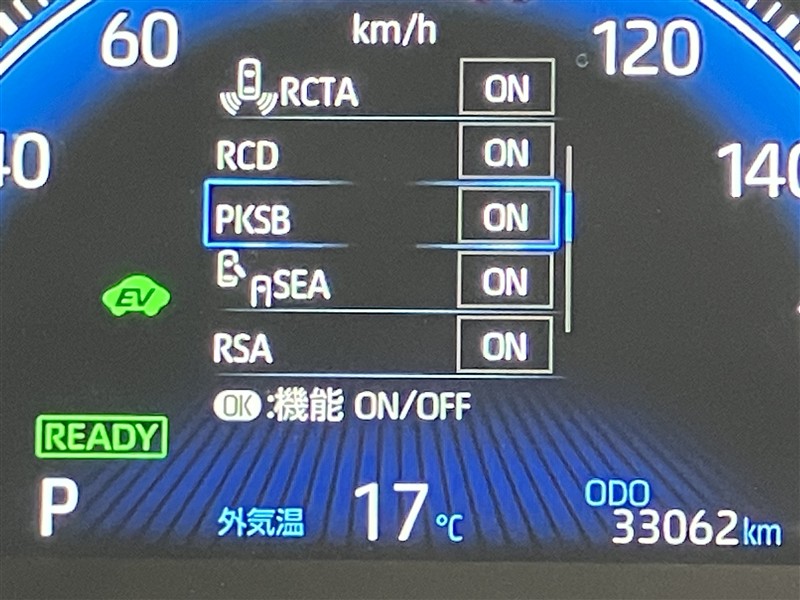 km/h
60
120
40
140
RCTA ON
RCD ON
PKSB ON
SEA ON
RSA ON
EV
OK:機能 ON/OFF
READY
P
外気温 17℃
ODO
33062km